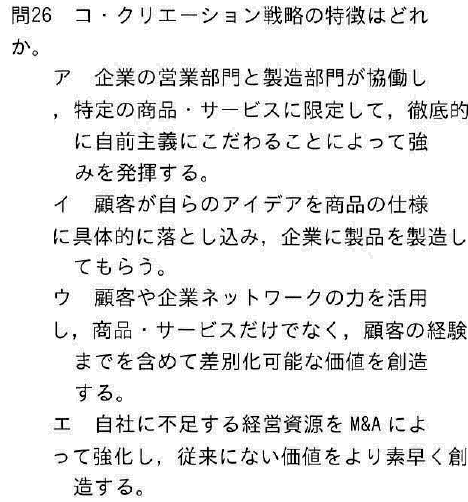 問26　コ・クリエーション戦略の特徴はどれ
か。
ア　企業の営業部門と製造部門が協働し
，特定の商品・サービスに限定して，徹底的
に自前主義にこだわることによって強
みを発揮する。
イ　顧客が自らのアイデアを商品の仕様
に具体的に落とし込み，企業に製品を製造し
てもらう。
ウ　顧客や企業ネットワークの力を活用
し，商品・サービスだけでなく，顧客の経験
までを含めて差別化可能な価値を創造
する。
エ　自社に不足する経営資源をM&Aによ
って強化し，従来にない価値をより素早く創
造する。